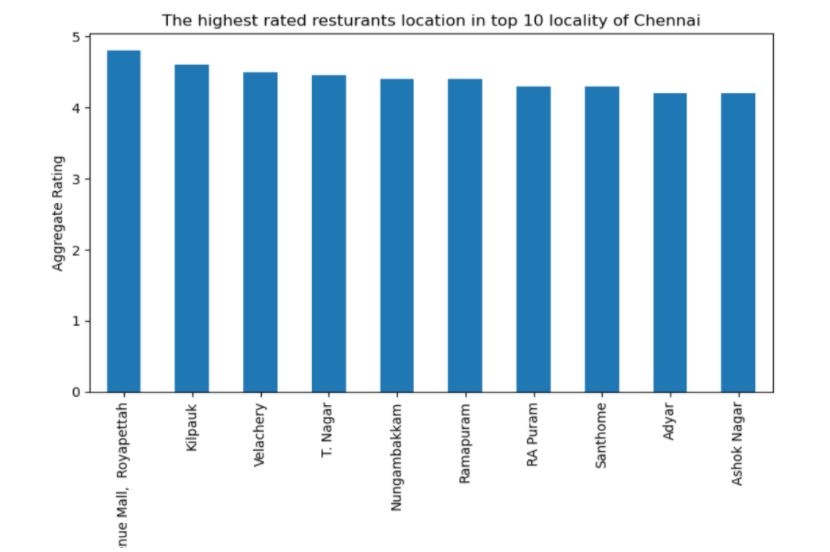 The highest rated resturants location in top 10 locality of Chennai
Aggregate Rating
5
4
3
2
1
0
Mall, Royapettah
Kilpauk
Velachery
T. Nagar
Nungambakkam
Ramapuram
RA Puram
Santhome
Adyar
Ashok Nagar